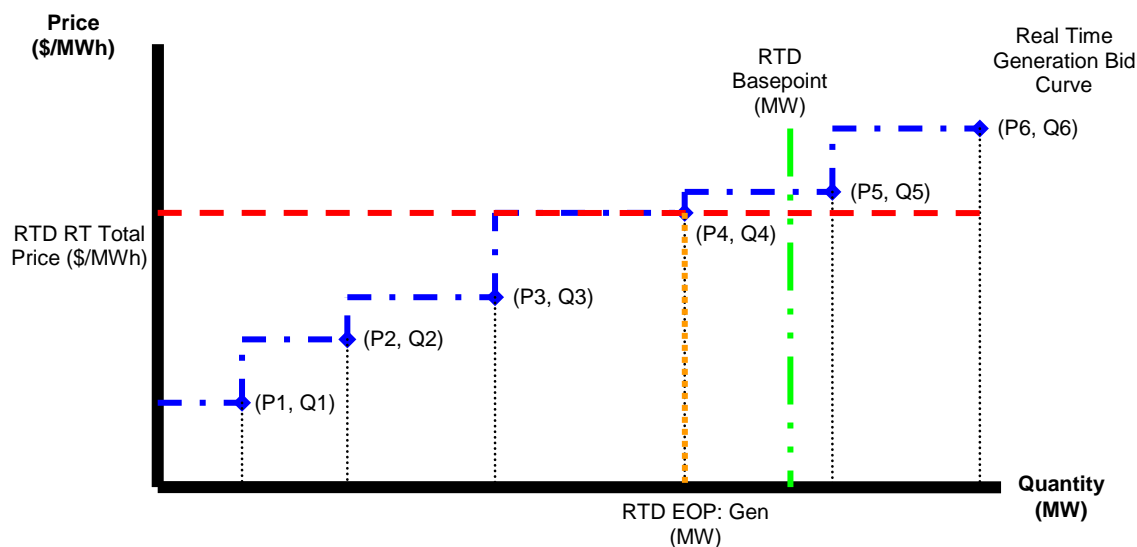 Price
($/MWh)
RTD
Basepoint
(MW)
Real Time
Generation Bid
Curve
(P6, Q6)
(P5, Q5)
RTD RT Total
Price ($/MWh)
(P4, Q4)
(P3, Q3)
(P2, Q2)
(P1, Q1)
RTD EOP: Gen
(MW)
Quantity
(MW)